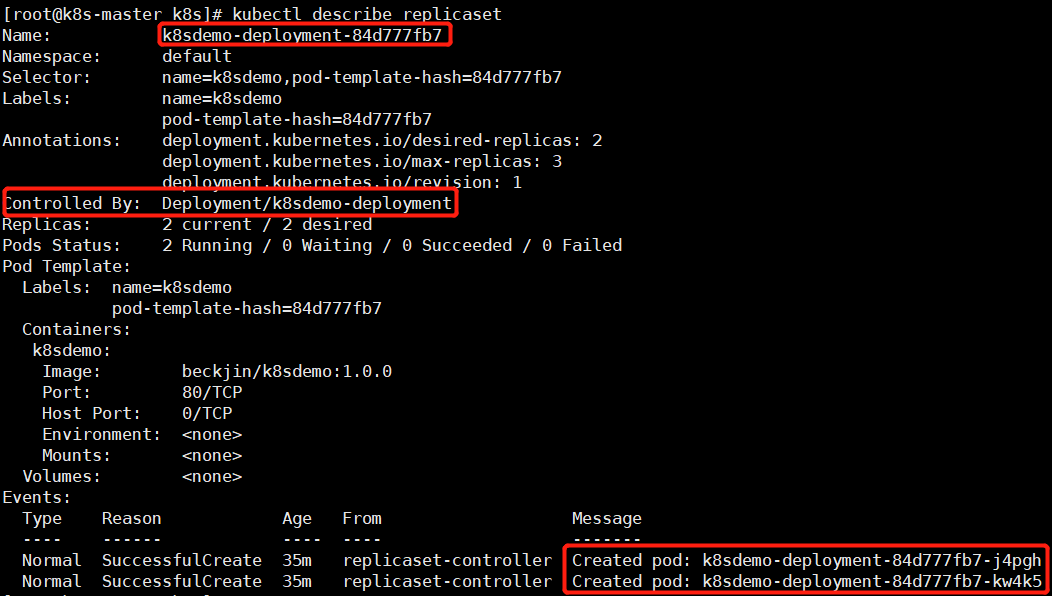 [root@k8s-master k8s]# kubectl describe replicaset
Name:           k8sdemo-deployment-84d777fb7
Namespace:      default
Selector:       name=k8sdemo,pod-template-hash=84d777fb7
Labels:         name=k8sdemo
                pod-template-hash=84d777fb7
Annotations:    deployment.kubernetes.io/desired-replicas: 2
                deployment.kubernetes.io/max-replicas: 3
                deployment.kubernetes.io/revision: 1
Controlled By:  Deployment/k8sdemo-deployment
Replicas:       2 current / 2 desired
Pods Status:    2 Running / 0 Waiting / 0 Succeeded / 0 Failed
Pod Template:
  Labels:  name=k8sdemo
           pod-template-hash=84d777fb7
  Containers:
   k8sdemo:
    Image:        beckjin/k8sdemo:1.0.0
    Port:         80/TCP
    Host Port:    0/TCP
    Environment:  <none>
    Mounts:       <none>
  Volumes:        <none>
Events:
  Type    Reason            Age   From                   Message
  ----    ------            ----  ----                   -------
  Normal  SuccessfulCreate  35m   replicaset-controller  Created pod: k8sdemo-deployment-84d777fb7-j4pgh
  Normal  SuccessfulCreate  35m   replicaset-controller  Created pod: k8sdemo-deployment-84d777fb7-kw4k5